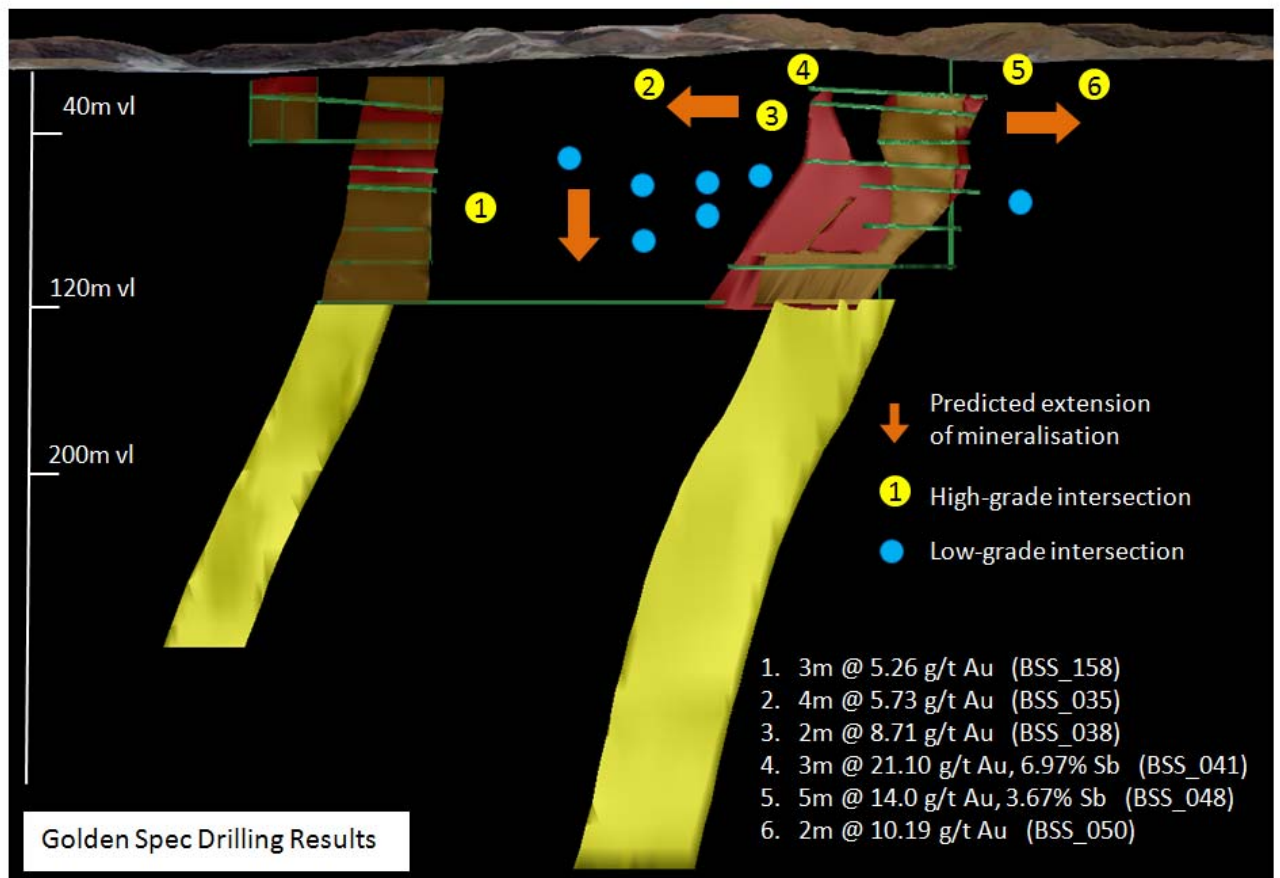 2
4
5
6
3
40m vl
1
120m vl
200m vl
Predicted extension
of mineralisation
1 High-grade intersection
Low-grade intersection
1. 3m @ 5.26 g/t Au (BSS_158)
2. 4m @ 5.73 g/t Au (BSS_035)
3. 2m @ 8.71 g/t Au (BSS_038)
4. 3m @ 21.10 g/t Au, 6.97% Sb (BSS_041)
5. 5m @ 14.0 g/t Au, 3.67% Sb (BSS_048)
6. 2m @ 10.19 g/t Au (BSS_050)
Golden Spec Drilling Results